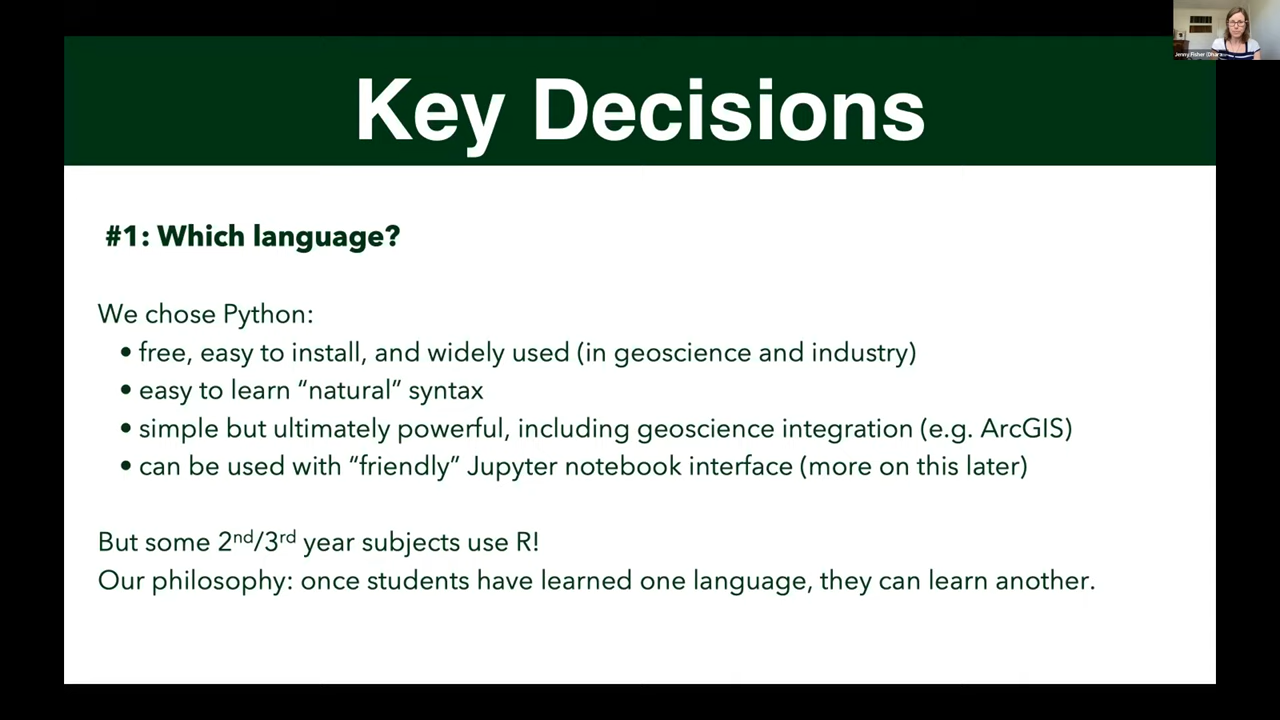 Key Decisions
#1: Which language?
We chose Python:
• free, easy to install, and widely used (in geoscience and industry)
• easy to learn “natural” syntax
• simple but ultimately powerful, including geoscience integration (e.g. ArcGIS)
• can be used with “friendly” Jupyter notebook interface (more on this later)
But some 2nd/3rd year subjects use R!
Our philosophy: once students have learned one language, they can learn another.
Jenny Fisher